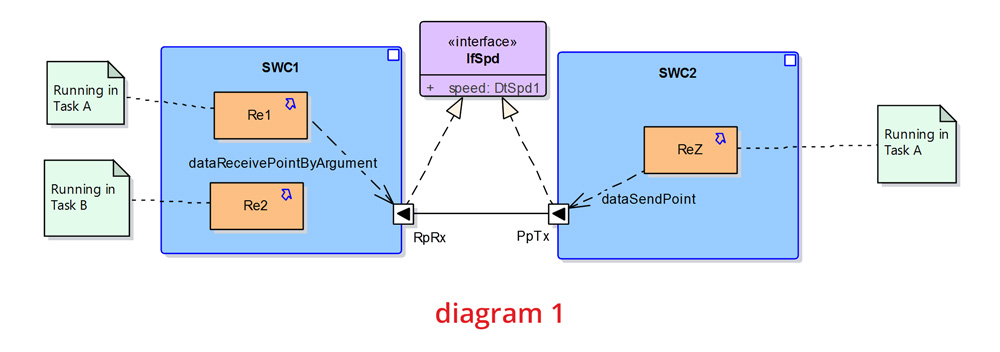 «interface»
IfSpd
+ speed: DtSpd1
SWC1
SWC2
Running in
Task A
Re1
dataReceivePointByArgument
Running in
Task B
Re2
ReZ
dataSendPoint
Running in
Task A
RpRx
PpTx
diagram 1